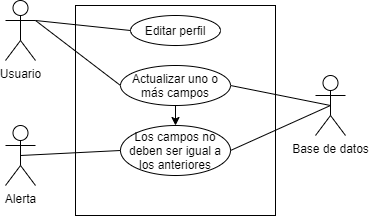 Editar perfil
Usuario
Actualizar uno o
más campos
Los campos no
deben ser igual a
los anteriores
Base de datos
Alerta